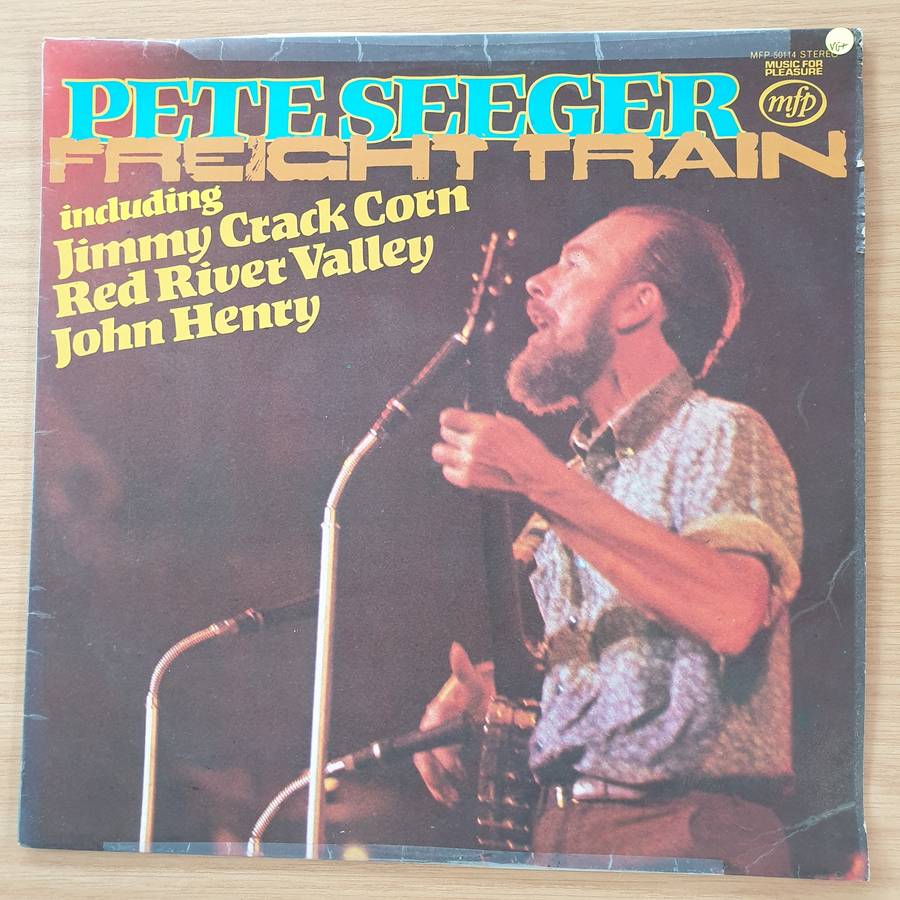 VG+
MFP 50114 STEREO
MUSIC FOR
PLEASURE
mfp
PETE SEEGER
FREIGHT TRAIN
including
Jimmy Crack Corn
Red River Valley
John Henry